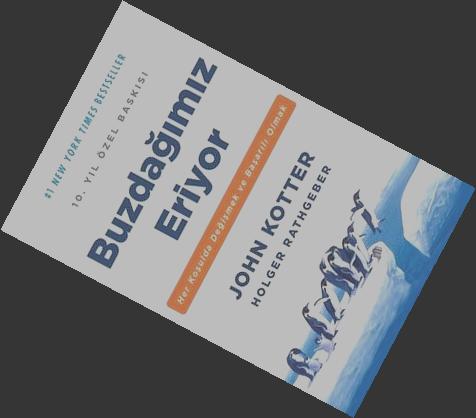 #1 NEW YORK TIMES BESTSELLER
10. YIL ÖZEL BASKISI
Buzdağımız
Eriyor
Her Koşulda Değişmek ve Başarılı Olmak
JOHN KOTTER
HOLGER RATHGEBER